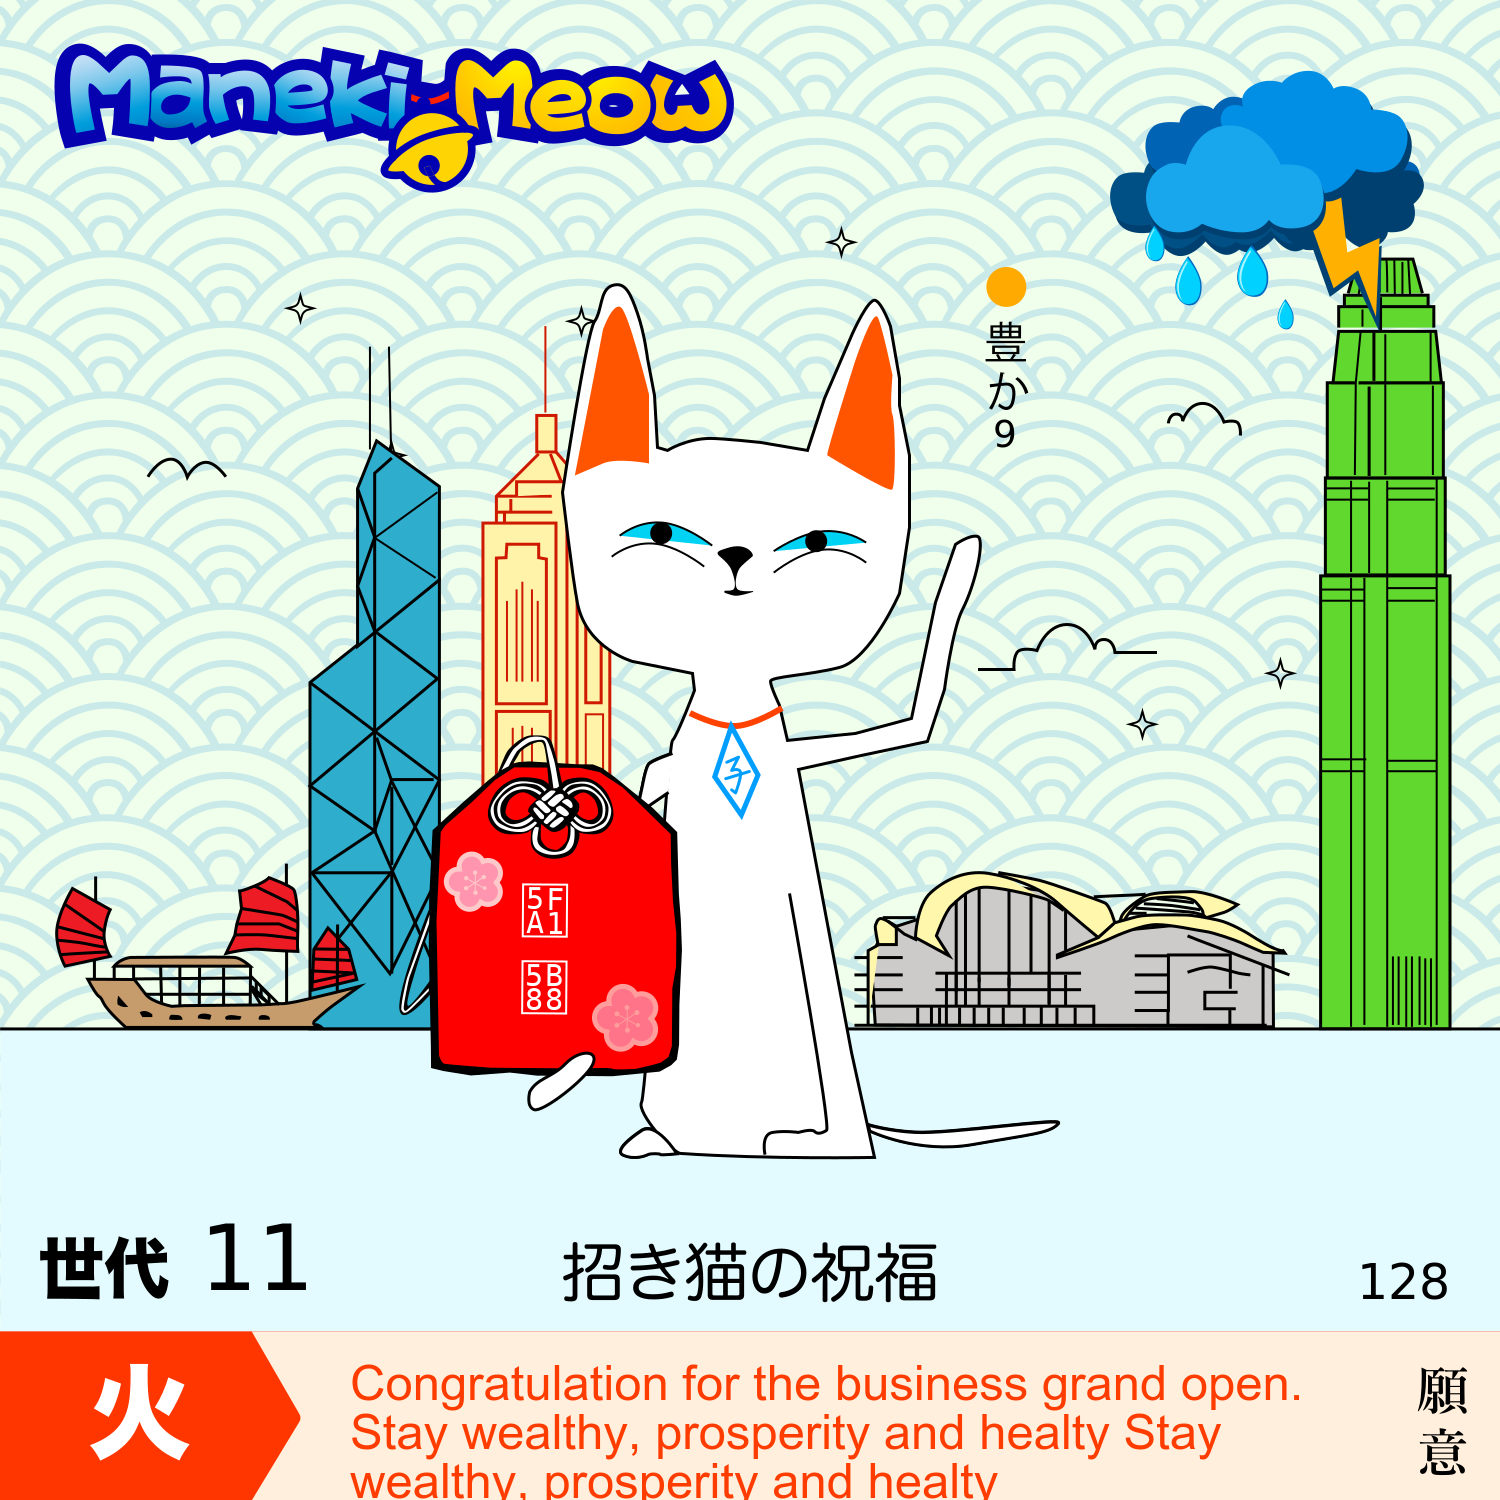 Maneki-Meow
豊か9
子
5F
A1
5B
88
世代 11
招き猫の祝福
128
火
Congratulation for the business grand open.
Stay wealthy, prosperity and healty Stay
wealthy, prosperity and healty
願意